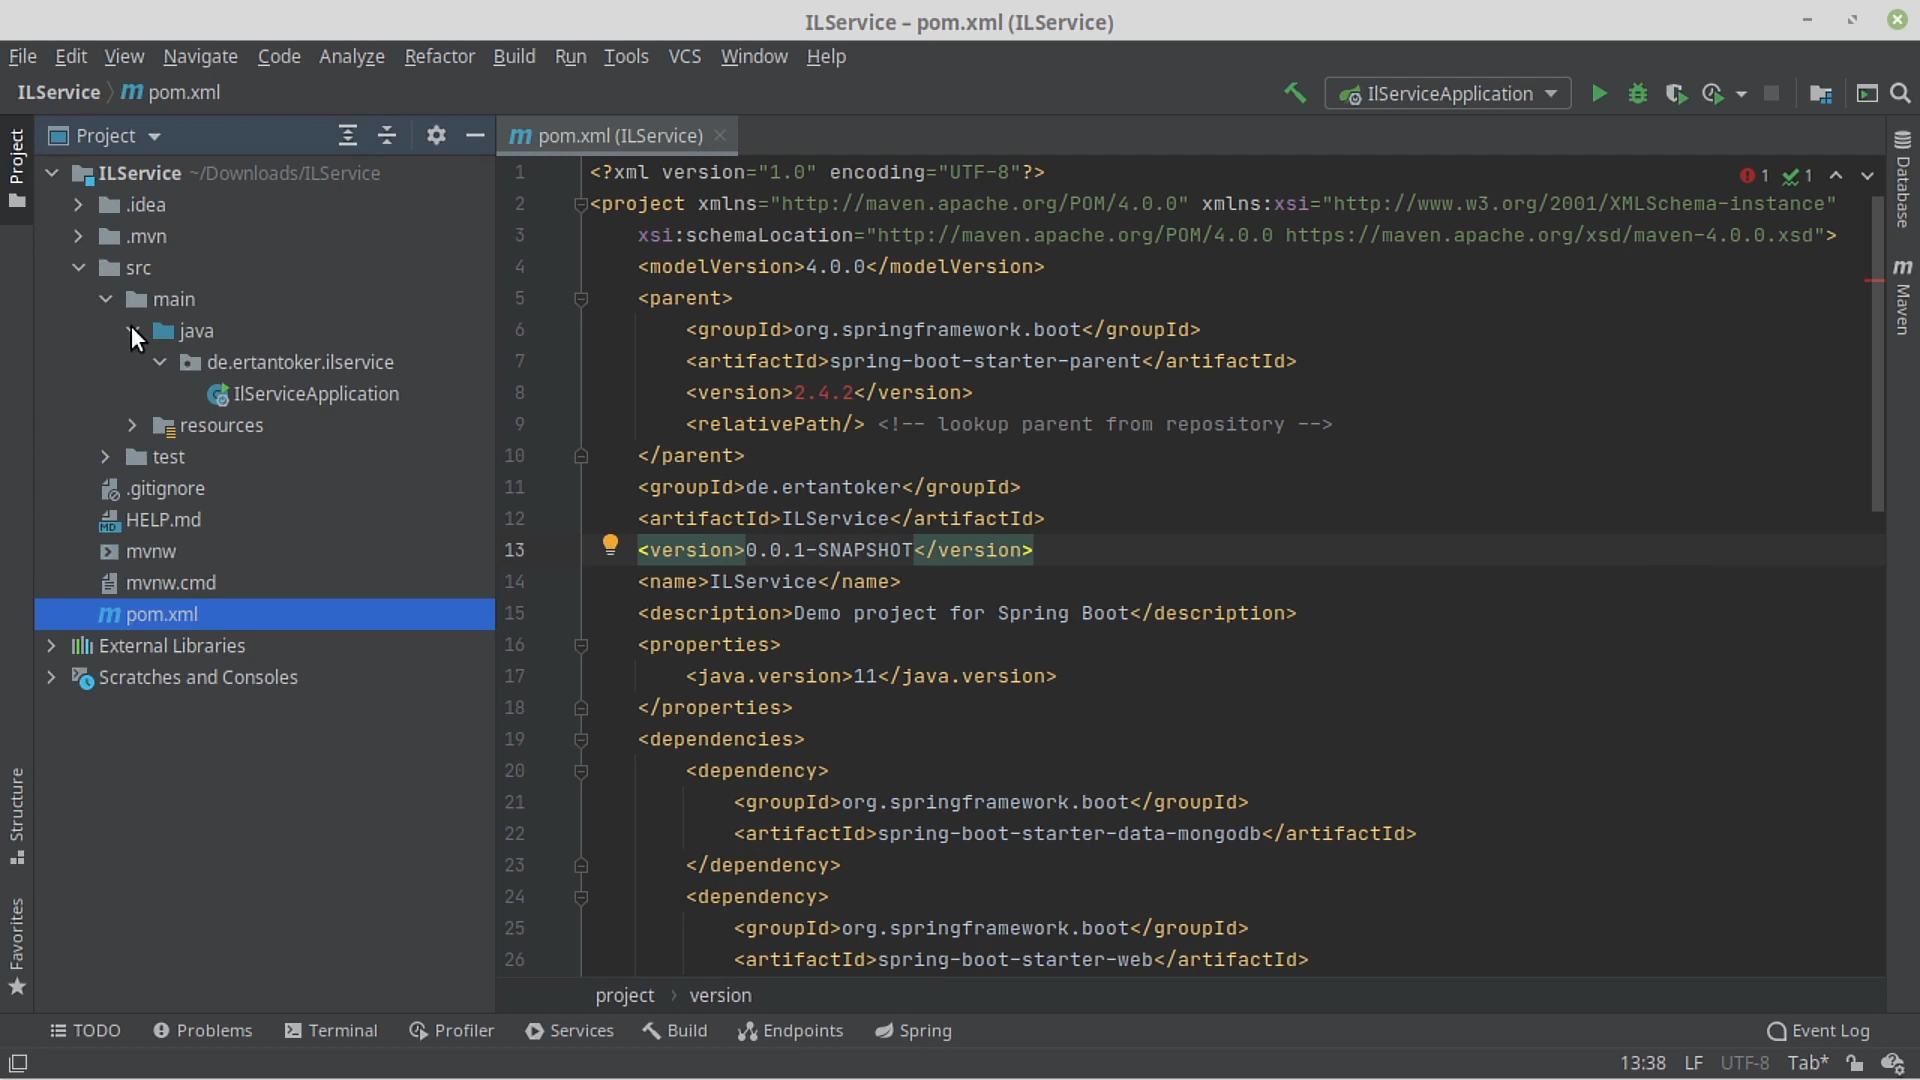 ILService – pom.xml (ILService)
File Edit View Navigate Code Analyze Refactor Build Run Tools VCS Window Help
ILService m pom.xml
IlServiceApplication
Project
m pom.xml (ILService)
Project
ILService ~/Downloads/ILService
.idea
.mvn
src
main
java
de.ertantoker.ilservice
IlServiceApplication
resources
test
.gitignore
HELP.md
mvnw
mvnw.cmd
m pom.xml
External Libraries
Scratches and Consoles
Structure
Favorites
1 <?xml version="1.0" encoding="UTF-8"?>
2 <project xmlns="http://maven.apache.org/POM/4.0.0" xmlns:xsi="http://www.w3.org/2001/XMLSchema-instance"
3 xsi:schemaLocation="http://maven.apache.org/POM/4.0.0 https://maven.apache.org/xsd/maven-4.0.0.xsd">
4 <modelVersion>4.0.0</modelVersion>
5 <parent>
6 <groupId>org.springframework.boot</groupId>
7 <artifactId>spring-boot-starter-parent</artifactId>
8 <version>2.4.2</version>
9 <relativePath/> <!-- lookup parent from repository -->
10 </parent>
11 <groupId>de.ertantoker</groupId>
12 <artifactId>ILService</artifactId>
13 <version>0.0.1-SNAPSHOT</version>
14 <name>ILService</name>
15 <description>Demo project for Spring Boot</description>
16 <properties>
17 <java.version>11</java.version>
18 </properties>
19 <dependencies>
20 <dependency>
21 <groupId>org.springframework.boot</groupId>
22 <artifactId>spring-boot-starter-data-mongodb</artifactId>
23 </dependency>
24 <dependency>
25 <groupId>org.springframework.boot</groupId>
26 <artifactId>spring-boot-starter-web</artifactId>
1 1
Database
m Maven
project version
TODO Problems Terminal Profiler Services Build Endpoints Spring Event Log
13:38 LF UTF-8 Tab*